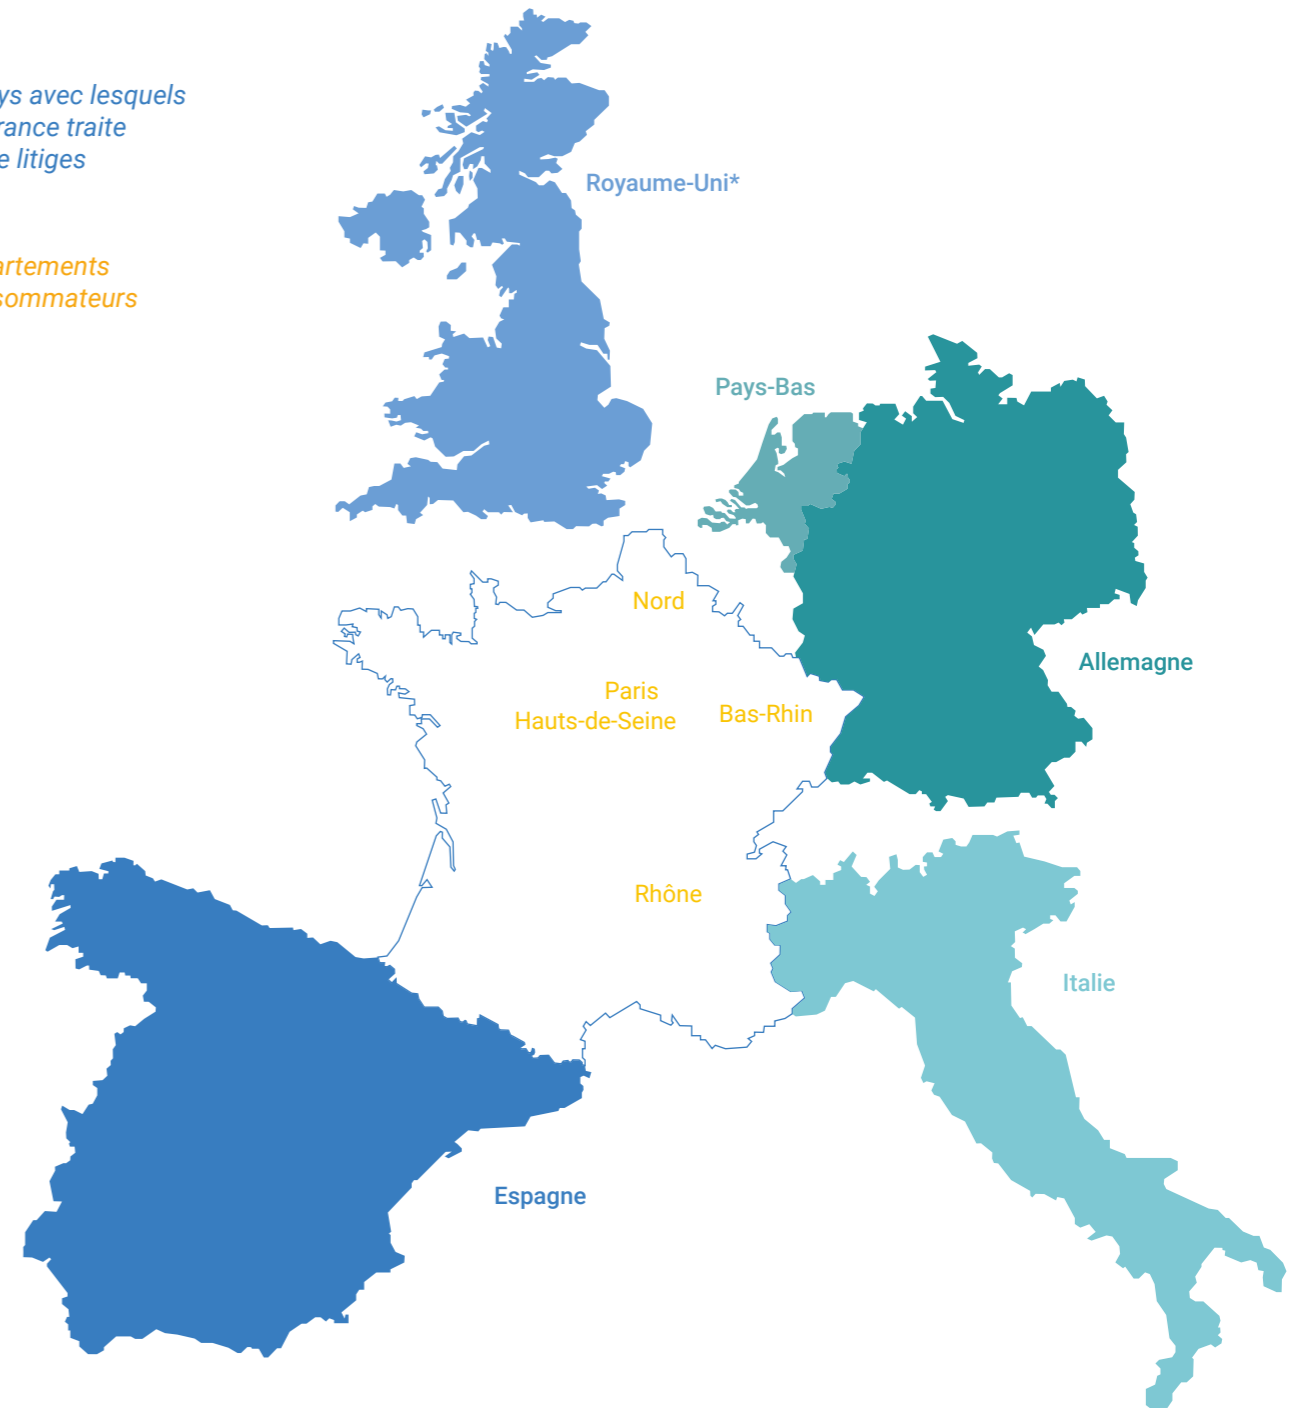 ys avec lesquels
rance traite
e litiges
artements
sommateurs
Royaume-Uni*
Pays-Bas
Nord
Allemagne
Paris
Hauts-de-Seine
Bas-Rhin
Rhône
Italie
Espagne